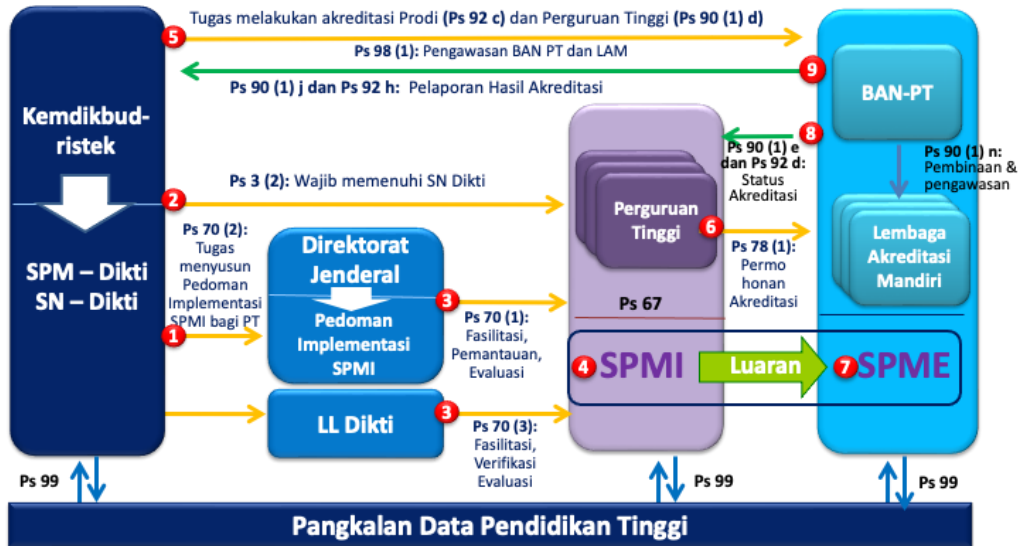 5
Tugas melakukan akreditasi Prodi (Ps 92 c) dan Perguruan Tinggi (Ps 90 (1) d)
Ps 98 (1): Pengawasan BAN PT dan LAM
9
Ps 90 (1) j dan Ps 92 h: Pelaporan Hasil Akreditasi
Kemdikbud-
ristek
SPM – Dikti
SN – Dikti
2
Ps 3 (2): Wajib memenuhi SN Dikti
Ps 70 (2):
Tugas
menyusun
Pedoman
Implementasi
SPMI bagi PT
1
Direktorat
Jenderal
Pedoman
Implementasi
SPMI
3
Ps 70 (1):
Fasilitasi,
Pemantauan,
Evaluasi
LL Dikti
3
Ps 70 (3):
Fasilitasi,
Verifikasi
Evaluasi
Perguruan
Tinggi
6
Ps 67
4
SPMI
Luaran
7
SPME
8
Ps 90 (1) e
dan Ps 92 d:
Status
Akreditasi
Ps 78 (1):
Permo
honan
Akreditasi
BAN-PT
Ps 90 (1) n:
Pembinaan &
pengawasan
Lembaga
Akreditasi
Mandiri
Ps 99
Ps 99
Ps 99
Pangkalan Data Pendidikan Tinggi